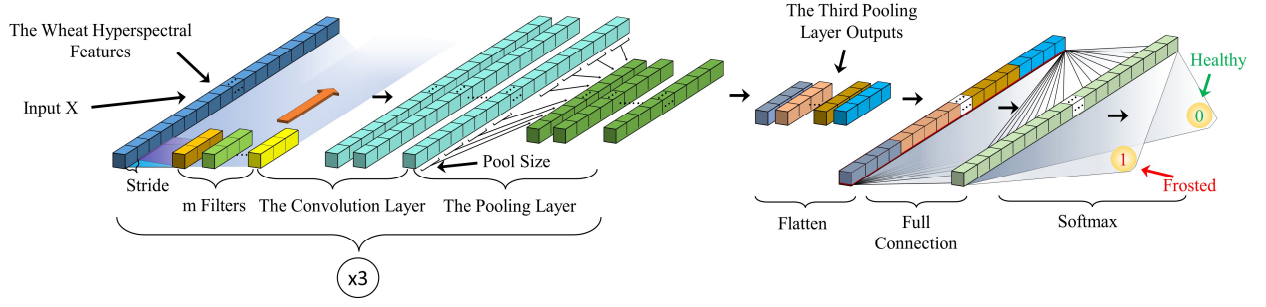 The Wheat Hyperspectral
Features
Input X
Stride
m Filters
The Convolution Layer
Pool Size
The Pooling Layer
x3
The Third Pooling
Layer Outputs
Flatten
Full
Connection
Softmax
Healthy
0
1
Frosted